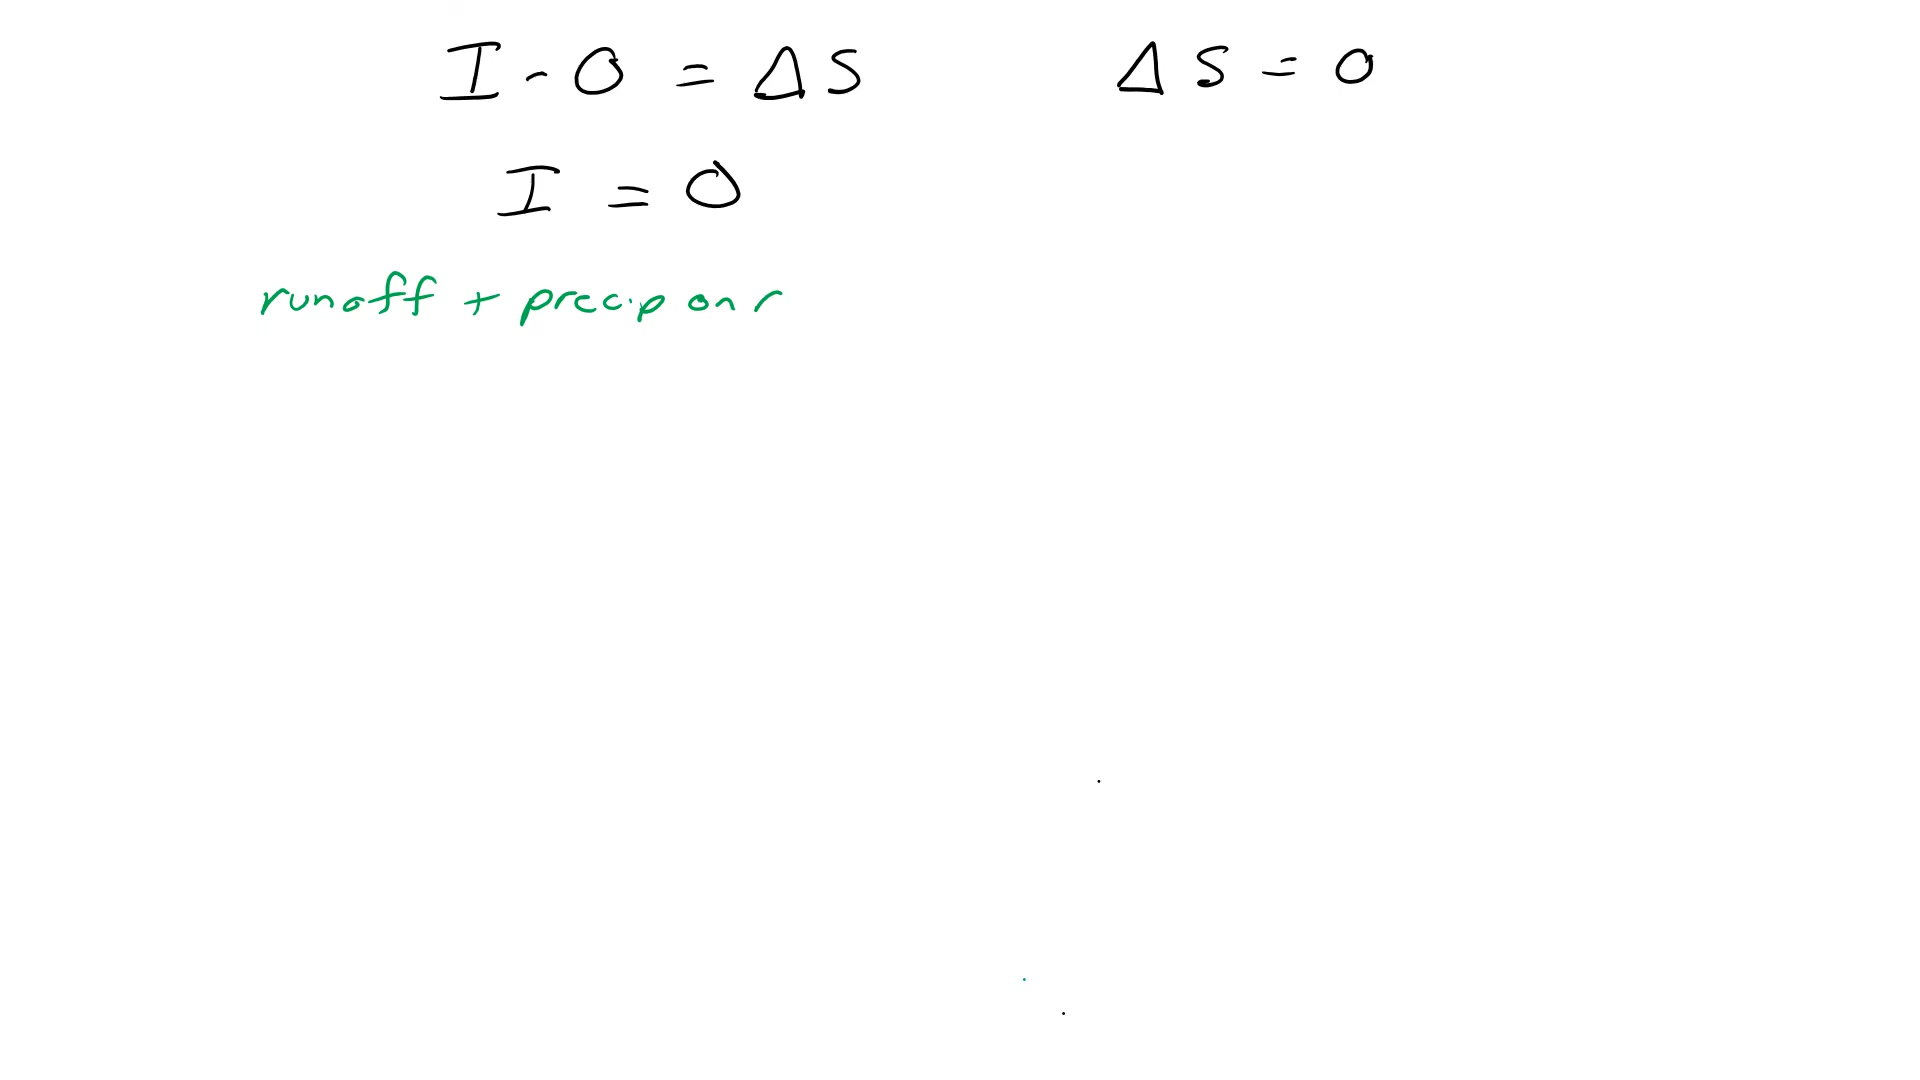 I - O = ΔS
ΔS = 0
I = O
runoff + precip on r